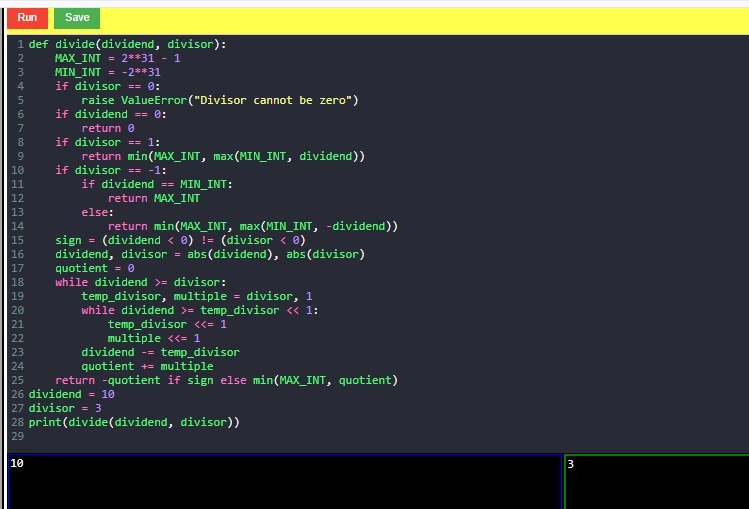 Run Save
1 def divide(dividend, divisor):
2     MAX_INT = 2**31 - 1
3     MIN_INT = -2**31
4     if divisor == 0:
5         raise ValueError("Divisor cannot be zero")
6     if dividend == 0:
7         return 0
8     if divisor == 1:
9         return min(MAX_INT, max(MIN_INT, dividend))
10     if divisor == -1:
11         if dividend == MIN_INT:
12             return MAX_INT
13         else:
14             return min(MAX_INT, max(MIN_INT, -dividend))
15     sign = (dividend < 0) != (divisor < 0)
16     dividend, divisor = abs(dividend), abs(divisor)
17     quotient = 0
18     while dividend >= divisor:
19         temp_divisor, multiple = divisor, 1
20         while dividend >= temp_divisor << 1:
21             temp_divisor <<= 1
22             multiple <<= 1
23         dividend -= temp_divisor
24         quotient += multiple
25     return -quotient if sign else min(MAX_INT, quotient)
26 dividend = 10
27 divisor = 3
28 print(divide(dividend, divisor))
29
10 3